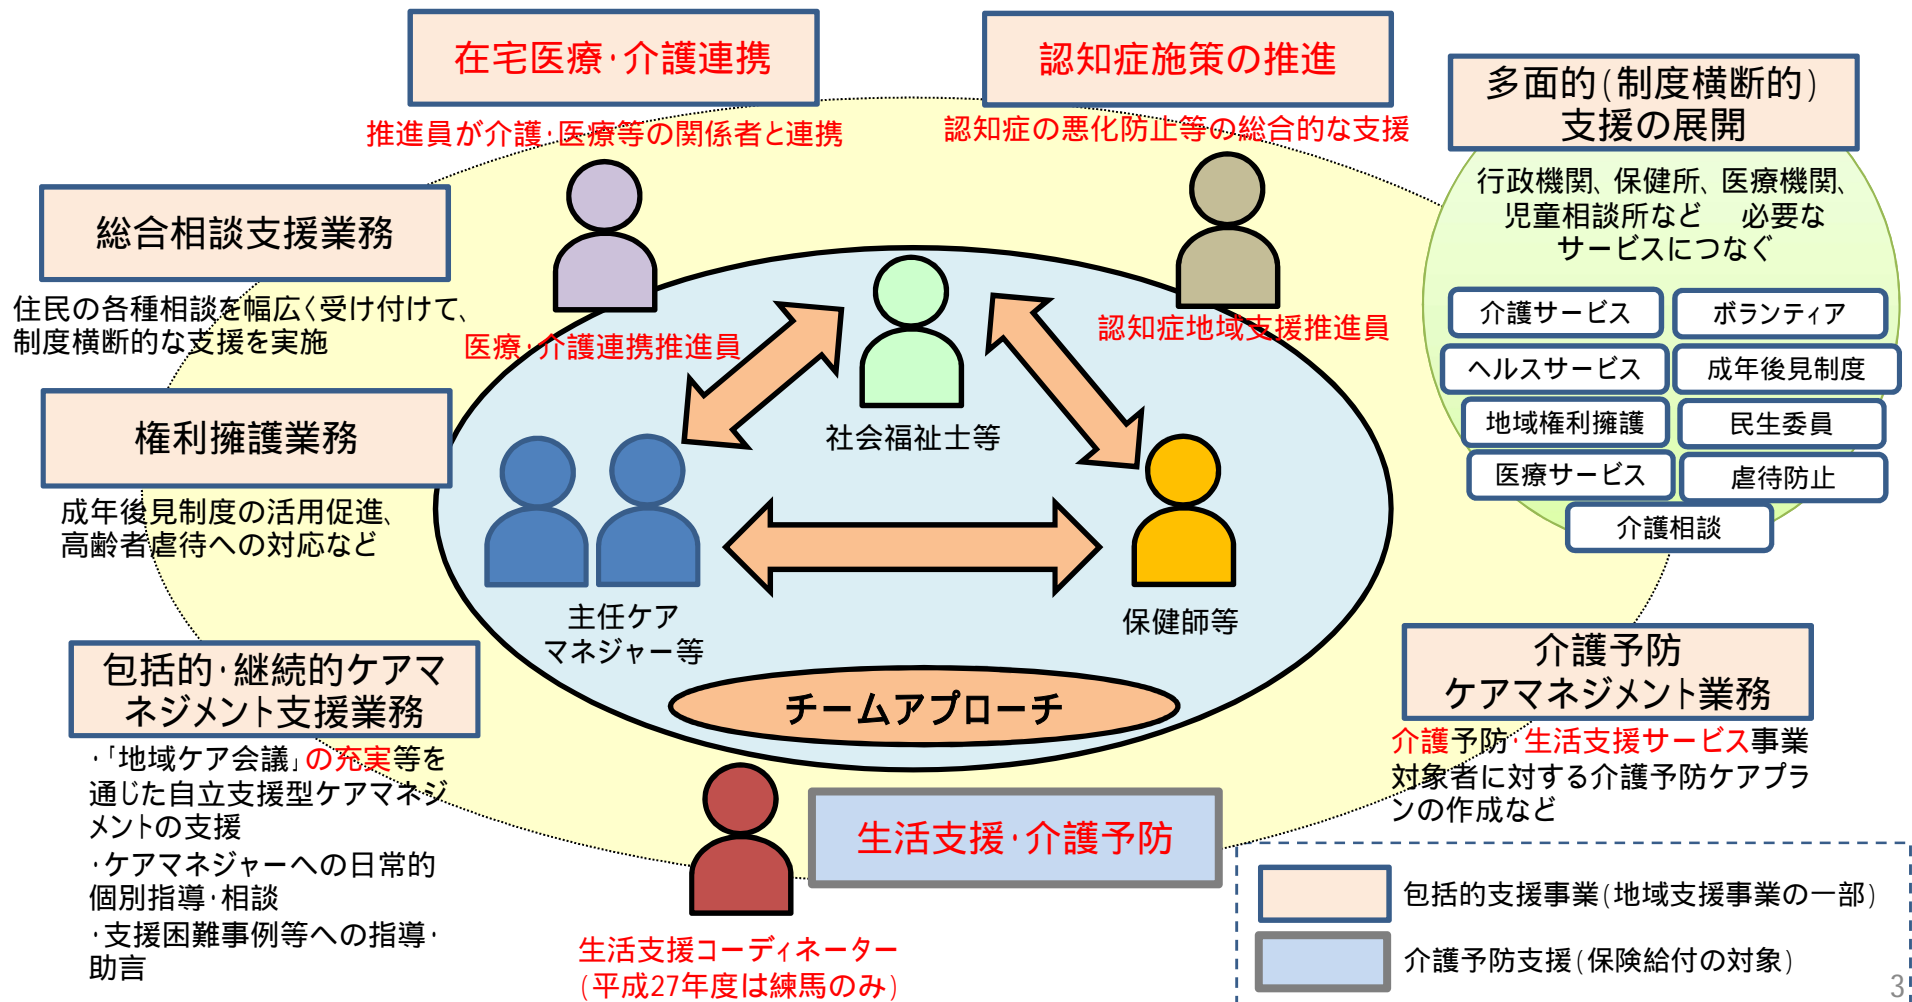 在宅医療・介護連携
推進員が介護・医療等の関係者と連携
認知症施策の推進
認知症の悪化防止等の総合的な支援
多面的(制度横断的)
支援の展開
行政機関、保健所、医療機関、
児童相談所など　必要な
サービスにつなぐ
介護サービス
ボランティア
ヘルスサービス
成年後見制度
地域権利擁護
民生委員
医療サービス
虐待防止
介護相談
総合相談支援業務
住民の各種相談を幅広く受け付けて、
制度横断的な支援を実施
医療・介護連携推進員
認知症地域支援推進員
権利擁護業務
成年後見制度の活用促進、
高齢者虐待への対応など
社会福祉士等
主任ケア
マネジャー等
保健師等
チームアプローチ
包括的・継続的ケアマ
ネジメント支援業務
・「地域ケア会議」の充実等を
通じた自立支援型ケアマネジ
メントの支援
・ケアマネジャーへの日常的
個別指導・相談
・支援困難事例等への指導・
助言
介護予防
ケアマネジメント業務
介護予防・生活支援サービス事業
対象者に対する介護予防ケアプラ
ンの作成など
生活支援・介護予防
生活支援コーディネーター
(平成27年度は練馬のみ)
包括的支援事業(地域支援事業の一部)
介護予防支援(保険給付の対象)
3